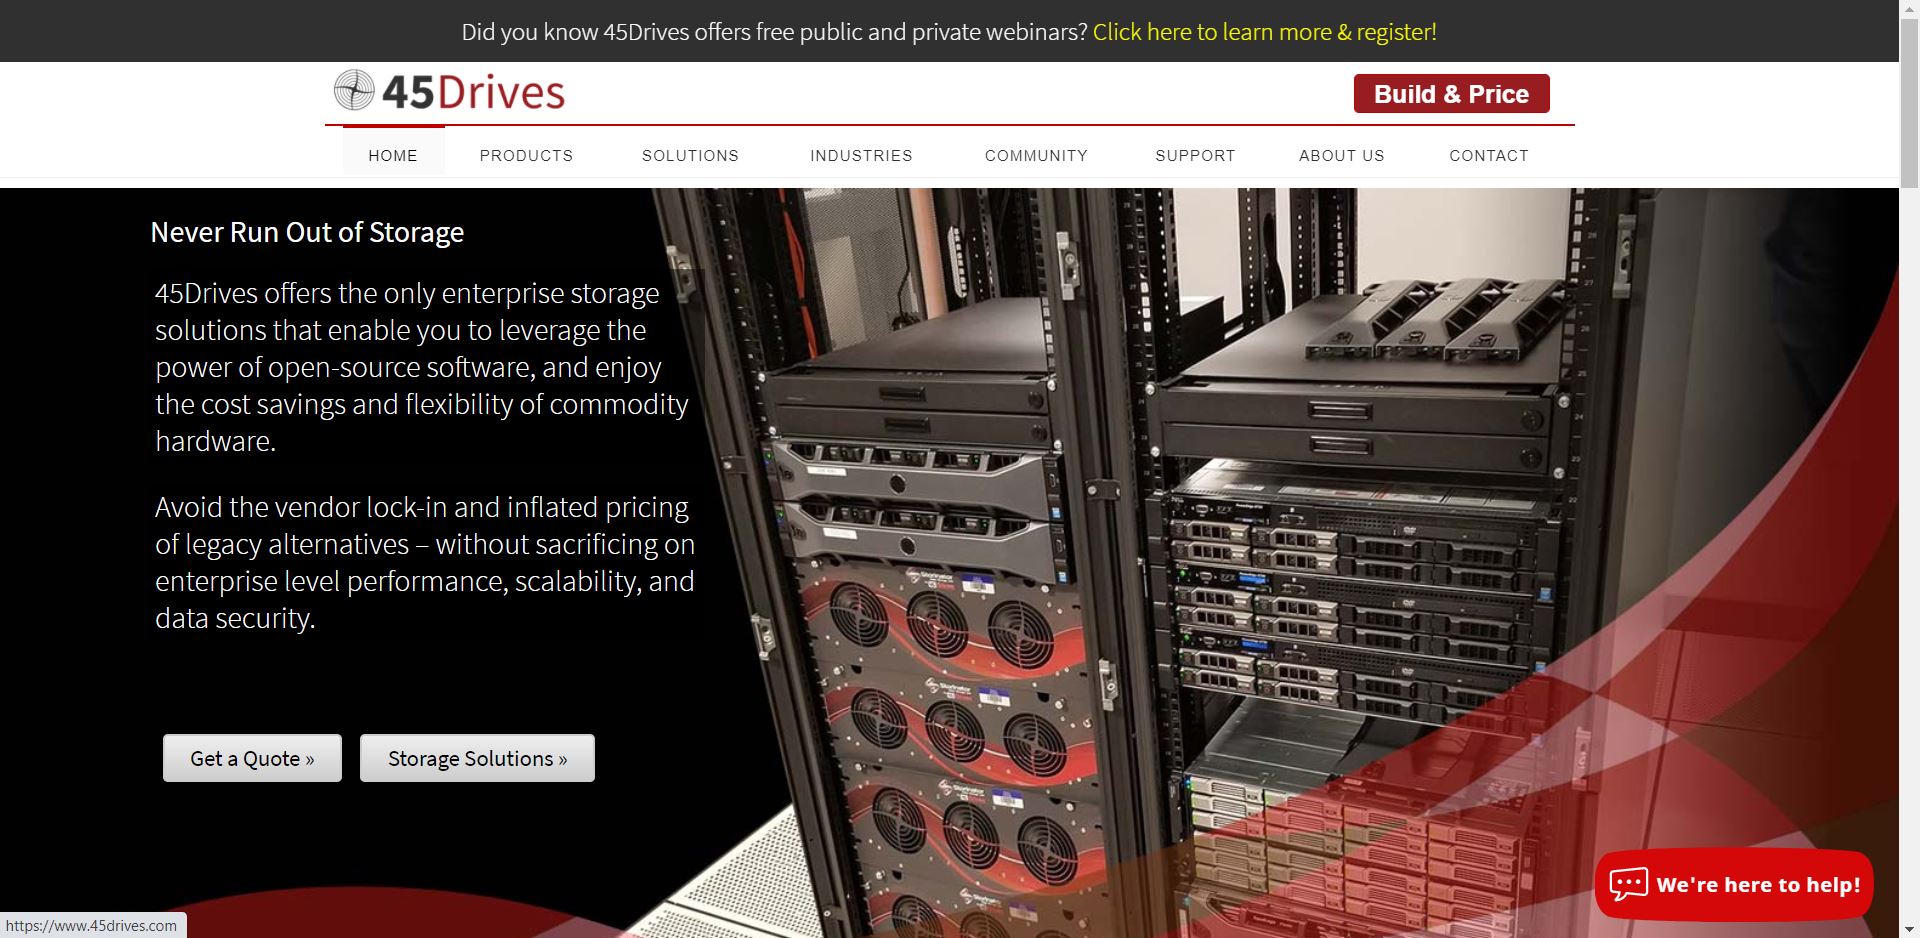 Did you know 45Drives offers free public and private webinars? Click here to learn more & register!
45Drives
Build & Price
HOME
PRODUCTS
SOLUTIONS
INDUSTRIES
COMMUNITY
SUPPORT
ABOUT US
CONTACT
Never Run Out of Storage
45Drives offers the only enterprise storage
solutions that enable you to leverage the
power of open-source software, and enjoy
the cost savings and flexibility of commodity
hardware.
Avoid the vendor lock-in and inflated pricing
of legacy alternatives – without sacrificing on
enterprise level performance, scalability, and
data security.
Get a Quote »
Storage Solutions »
Storinator
Storinator
Storinator
We're here to help!
https://www.45drives.com